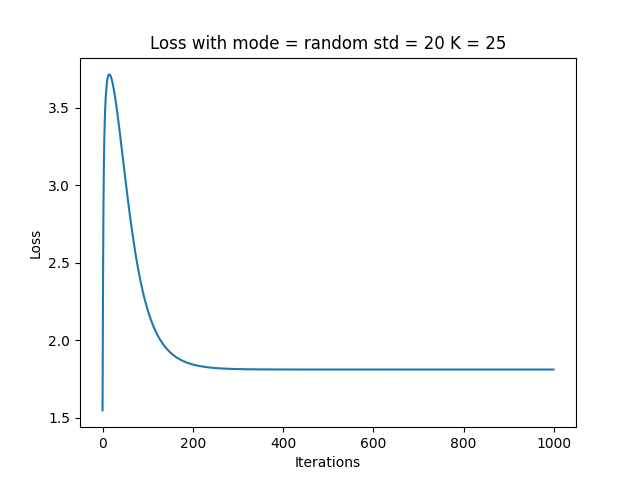 Loss with mode = random std = 20 K = 25
3.5
3.0
2.5
2.0
1.5
Loss
0 200 400 600 800 1000
Iterations